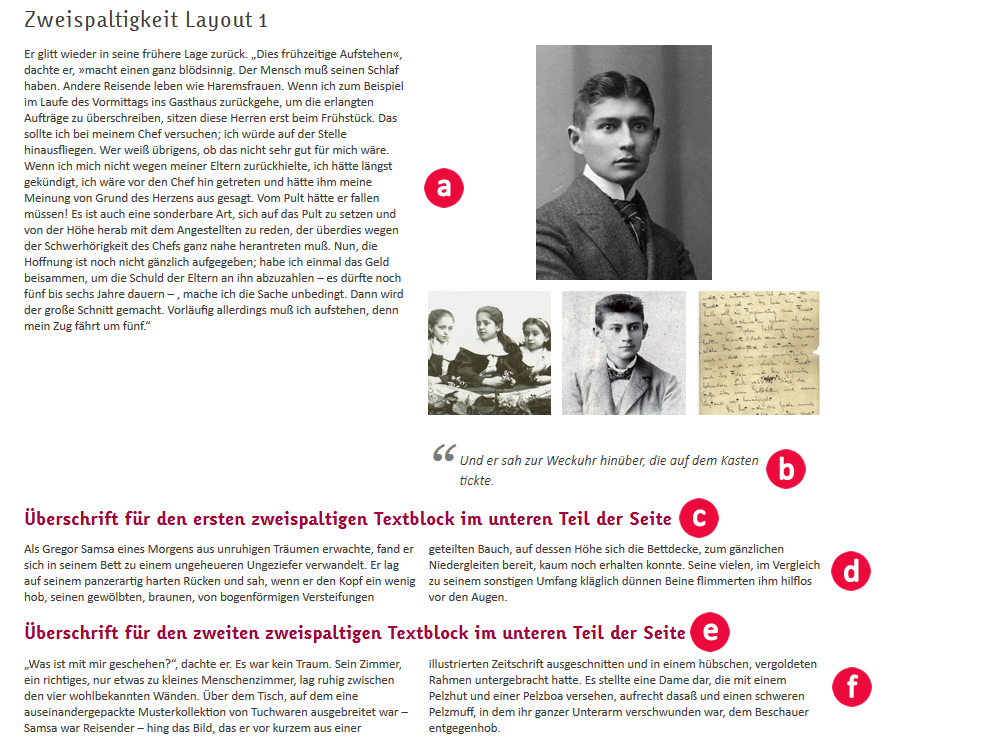 Zweispaltigkeit Layout 1
Er glitt wieder in seine frühere Lage zurück. „Dies frühzeitige Aufstehen«,
dachte er, »macht einen ganz blödsinnig. Der Mensch muß seinen Schlaf
haben. Andere Reisende leben wie Haremsfrauen. Wenn ich zum Beispiel
im Laufe des Vormittags ins Gasthaus zurückgehe, um die erlangten
Aufträge zu überschreiben, sitzen diese Herren erst beim Frühstück. Das
sollte ich bei meinem Chef versuchen; ich würde auf der Stelle
hinausfliegen. Wer weiß übrigens, ob das nicht sehr gut für mich wäre.
Wenn ich mich nicht wegen meiner Eltern zurückhielte, ich hätte längst
gekündigt, ich wäre vor den Chef hin getreten und hätte ihm meine
Meinung von Grund des Herzens aus gesagt. Vom Pult hätte er fallen
müssen! Es ist auch eine sonderbare Art, sich auf das Pult zu setzen und
von der Höhe herab mit dem Angestellten zu reden, der überdies wegen
der Schwerhörigkeit des Chefs ganz nahe herantreten muß. Nun, die
Hoffnung ist noch nicht gänzlich aufgegeben; habe ich einmal das Geld
beisammen, um die Schuld der Eltern an ihn abzuzahlen – es dürfte noch
fünf bis sechs Jahre dauern – , mache ich die Sache unbedingt. Dann wird
der große Schnitt gemacht. Vorläufig allerdings muß ich aufstehen, denn
mein Zug fährt um fünf.“
a
“ Und er sah zur Weckuhr hinüber, die auf dem Kasten
tickte.
b
Überschrift für den ersten zweispaltigen Textblock im unteren Teil der Seite
c
Als Gregor Samsa eines Morgens aus unruhigen Träumen erwachte, fand er
sich in seinem Bett zu einem ungeheueren Ungeziefer verwandelt. Er lag
auf seinem panzerartig harten Rücken und sah, wenn er den Kopf ein wenig
hob, seinen gewölbten, braunen, von bogenförmigen Versteifungen
geteilten Bauch, auf dessen Höhe sich die Bettdecke, zum gänzlichen
Niedergleiten bereit, kaum noch erhalten konnte. Seine vielen, im Vergleich
zu seinem sonstigen Umfang kläglich dünnen Beine flimmerten ihm hilflos
vor den Augen.
d
Überschrift für den zweiten zweispaltigen Textblock im unteren Teil der Seite
e
„Was ist mit mir geschehen?“, dachte er. Es war kein Traum. Sein Zimmer,
ein richtiges, nur etwas zu kleines Menschenzimmer, lag ruhig zwischen
den vier wohlbekannten Wänden. Über dem Tisch, auf dem eine
auseinandergepackte Musterkollektion von Tuchwaren ausgebreitet war –
Samsa war Reisender – hing das Bild, das er vor kurzem aus einer
illustrierten Zeitschrift ausgeschnitten und in einem hübschen, vergoldeten
Rahmen untergebracht hatte. Es stellte eine Dame dar, die mit einem
Pelzhut und einer Pelzboa versehen, aufrecht dasaß und einen schweren
Pelzmuff, in dem ihr ganzer Unterarm verschwunden war, dem Beschauer
entgegenhob.
f